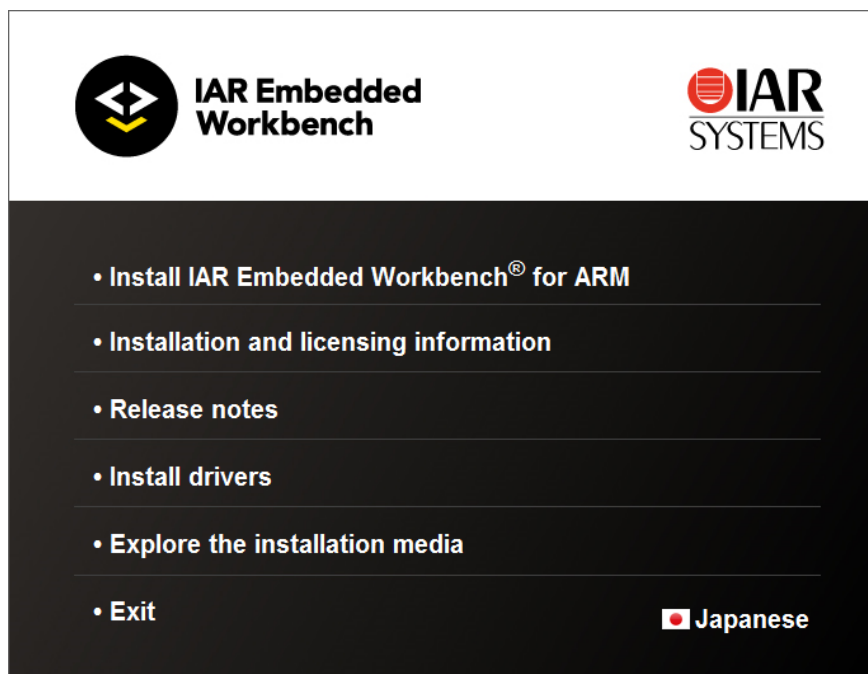 IAR Embedded
Workbench
IAR
SYSTEMS
• Install IAR Embedded Workbench® for ARM
• Installation and licensing information
• Release notes
• Install drivers
• Explore the installation media
• Exit
Japanese